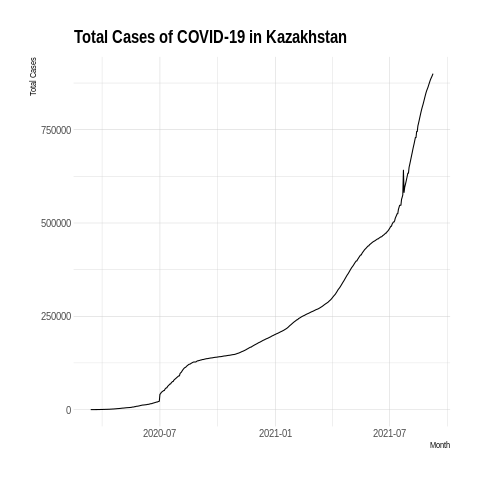 Total Cases of COVID-19 in Kazakhstan
Total Cases
750000
500000
250000
0
2020-07 2021-01 2021-07
Month